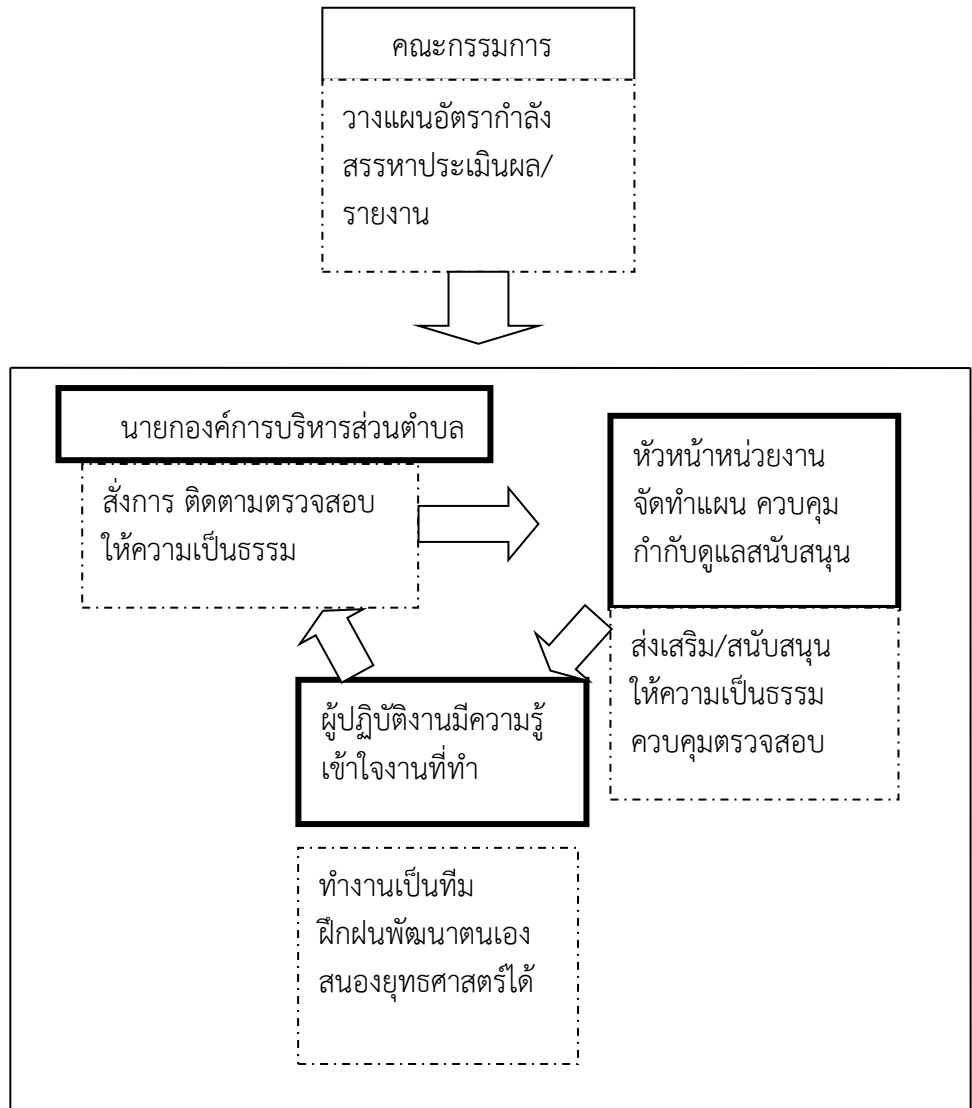 คณะกรรมการ
วางแผนอัตรากำลัง
สรรหาประเมินผล/
รายงาน
นายกองค์การบริหารส่วนตำบล
สั่งการ ติดตามตรวจสอบ
ให้ความเป็นธรรม
หัวหน้าหน่วยงาน
จัดทำแผน ควบคุม
กำกับดูแลสนับสนุน
ส่งเสริม/สนับสนุน
ให้ความเป็นธรรม
ควบคุมตรวจสอบ
ผู้ปฏิบัติงานมีความรู้
เข้าใจงานที่ทำ
ทำงานเป็นทีม
ฝึกฝนพัฒนาตนเอง
สนองยุทธศาสตร์ได้